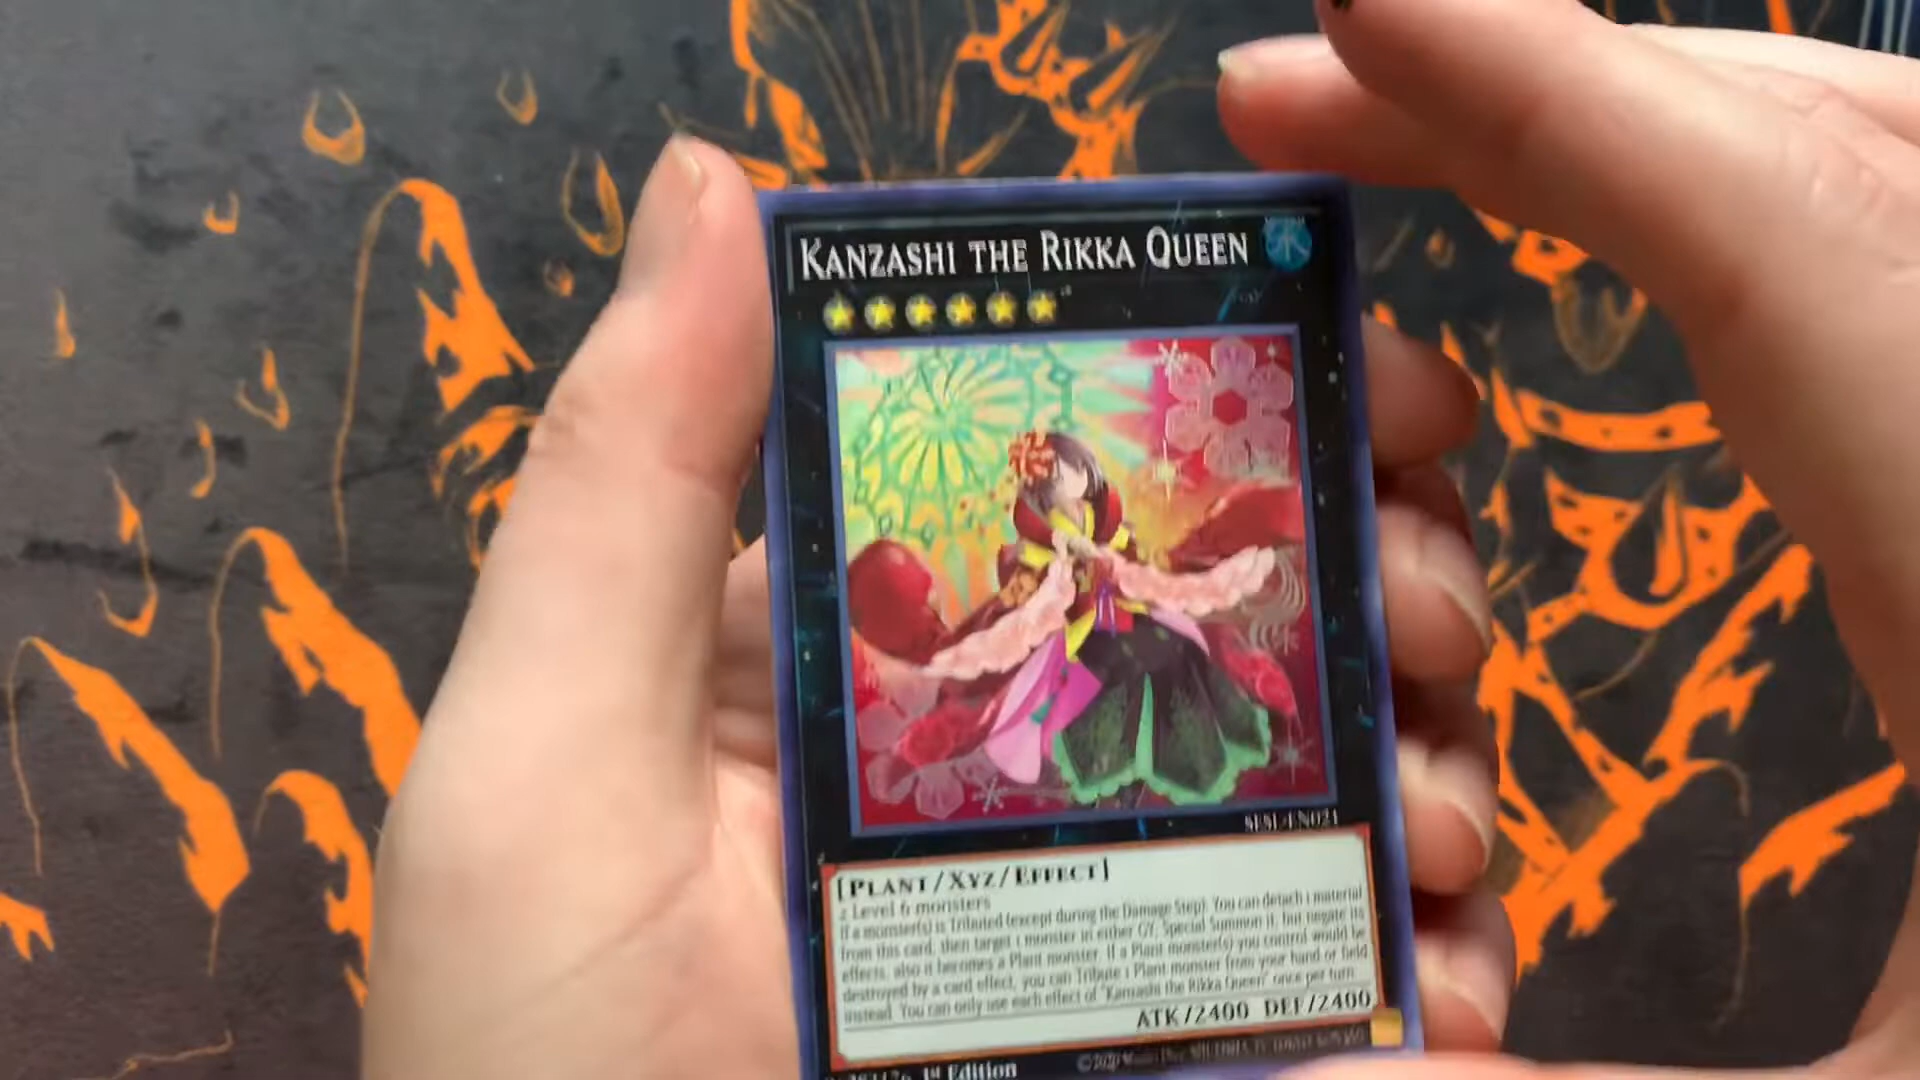 KANZASHI THE RIKKA QUEEN
SESL-EN021
[PLANT/XYZ/EFFECT]
2 Level 6 monsters
If a monster(s) is Tributed (except during the Damage Step): You can detach 1 material
from this card, then target 1 monster in either GY; Special Summon it, but negate its
effects, also it becomes a Plant monster. If a Plant monster(s) you control would be
destroyed by a card effect, you can Tribute 1 Plant monster from your hand or field
instead. You can only use each effect of "Kanzashi the Rikka Queen" once per turn.
ATK/2400 DEF/2400
1st Edition ©2020